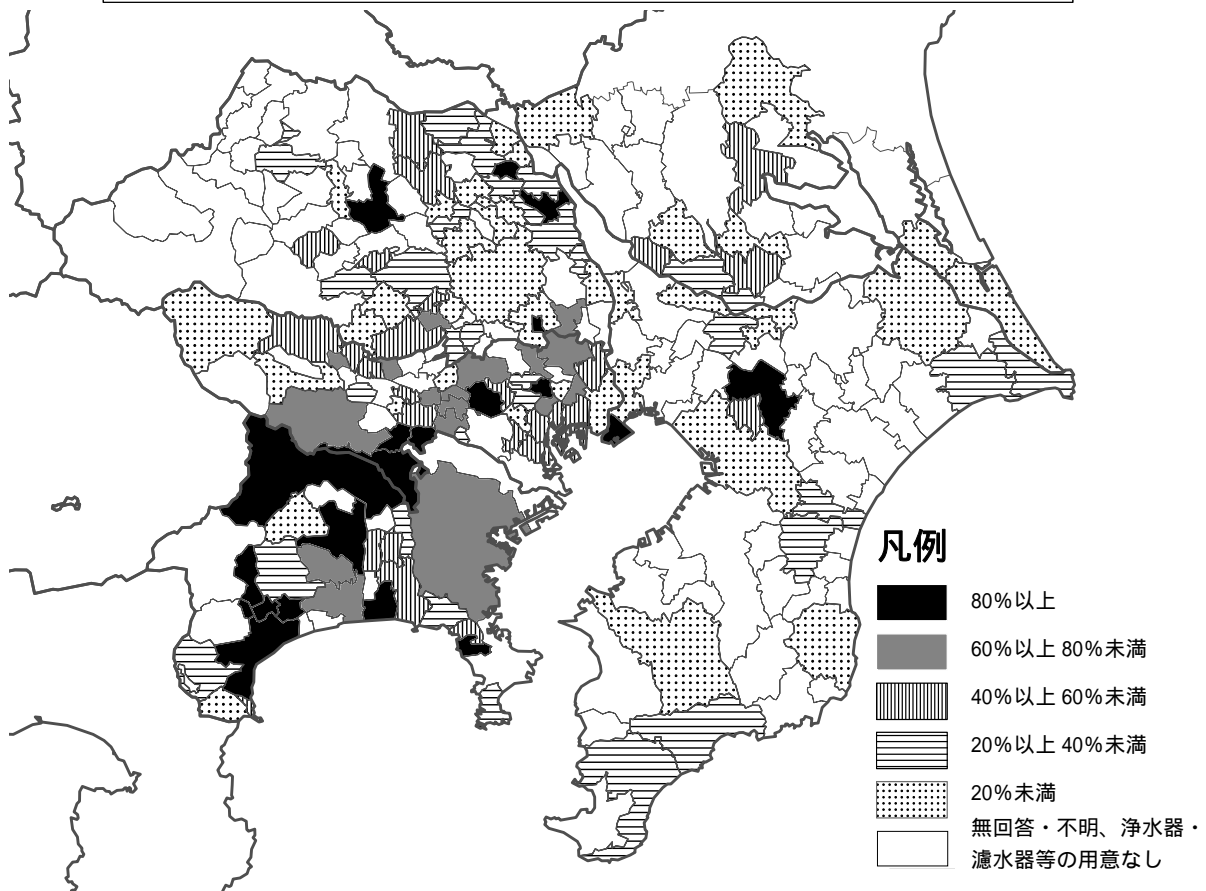 凡例
80%以上
60%以上 80%未満
40%以上 60%未満
20%以上 40%未満
20%未満
無回答・不明、浄水器・
濾水器等の用意なし